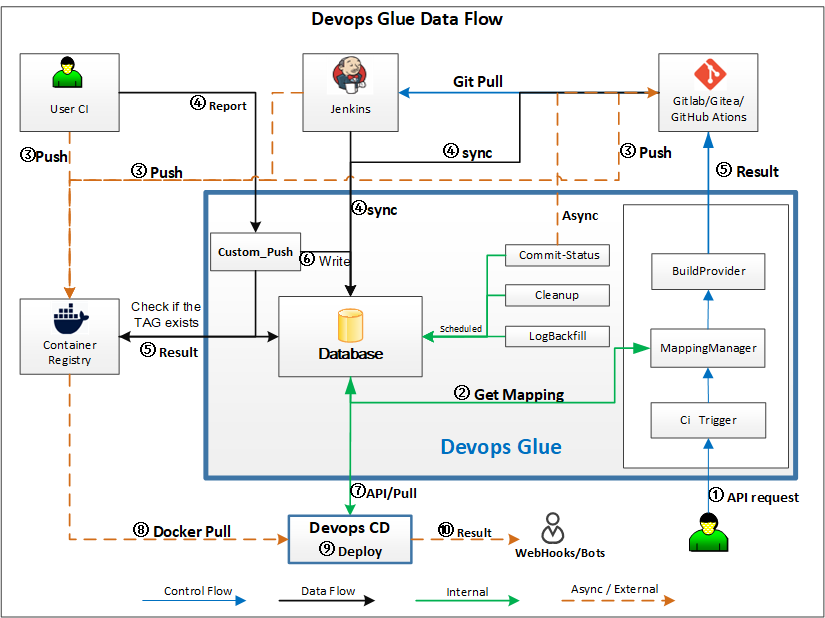 Devops Glue Data Flow
User CI
Jenkins
Gitlab/Gitea/
GitHub Ations
Git Pull
④ Report
④ sync
③Push
③ Push
③ Push
⑤ Result
④sync
Async
Custom_Push
⑥ Write
Commit-Status
Cleanup
LogBackfill
Scheduled
BuildProvider
MappingManager
Ci Trigger
Check if the
TAG exists
⑤ Result
Container
Registry
Database
② Get Mapping
Devops Glue
⑦API/Pull
① API request
⑧ Docker Pull
Devops CD
⑨ Deploy
⑩ Result
WebHooks/Bots
Control Flow
Data Flow
Internal
Async / External